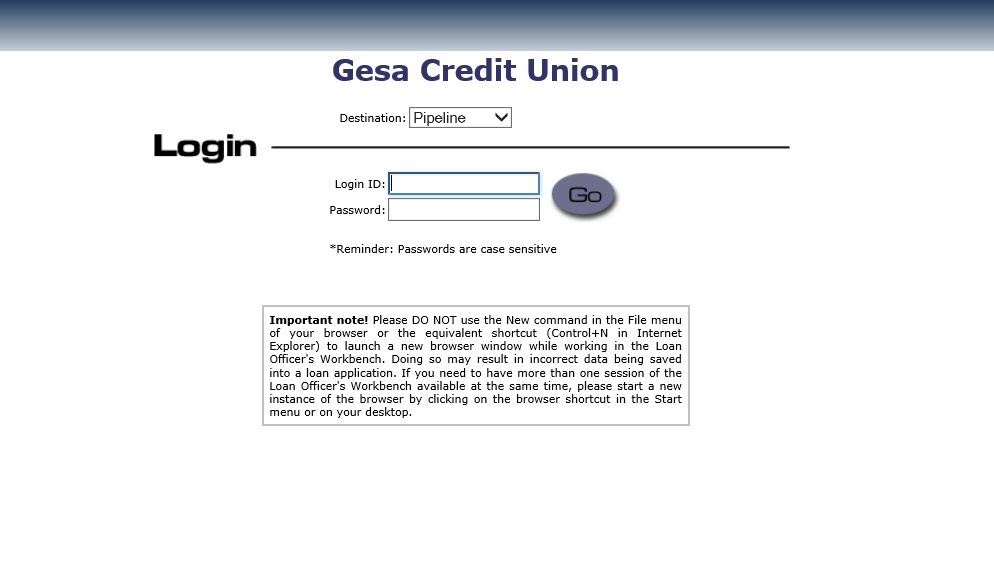 Gesa Credit Union
Destination: Pipeline
Login
Login ID:
Go
Password:
*Reminder: Passwords are case sensitive
Important note! Please DO NOT use the New command in the File menu
of your browser or the equivalent shortcut (Control+N in Internet
Explorer) to launch a new browser window while working in the Loan
Officer's Workbench. Doing so may result in incorrect data being saved
into a loan application. If you need to have more than one session of the
Loan Officer's Workbench available at the same time, please start a new
instance of the browser by clicking on the browser shortcut in the Start
menu or on your desktop.